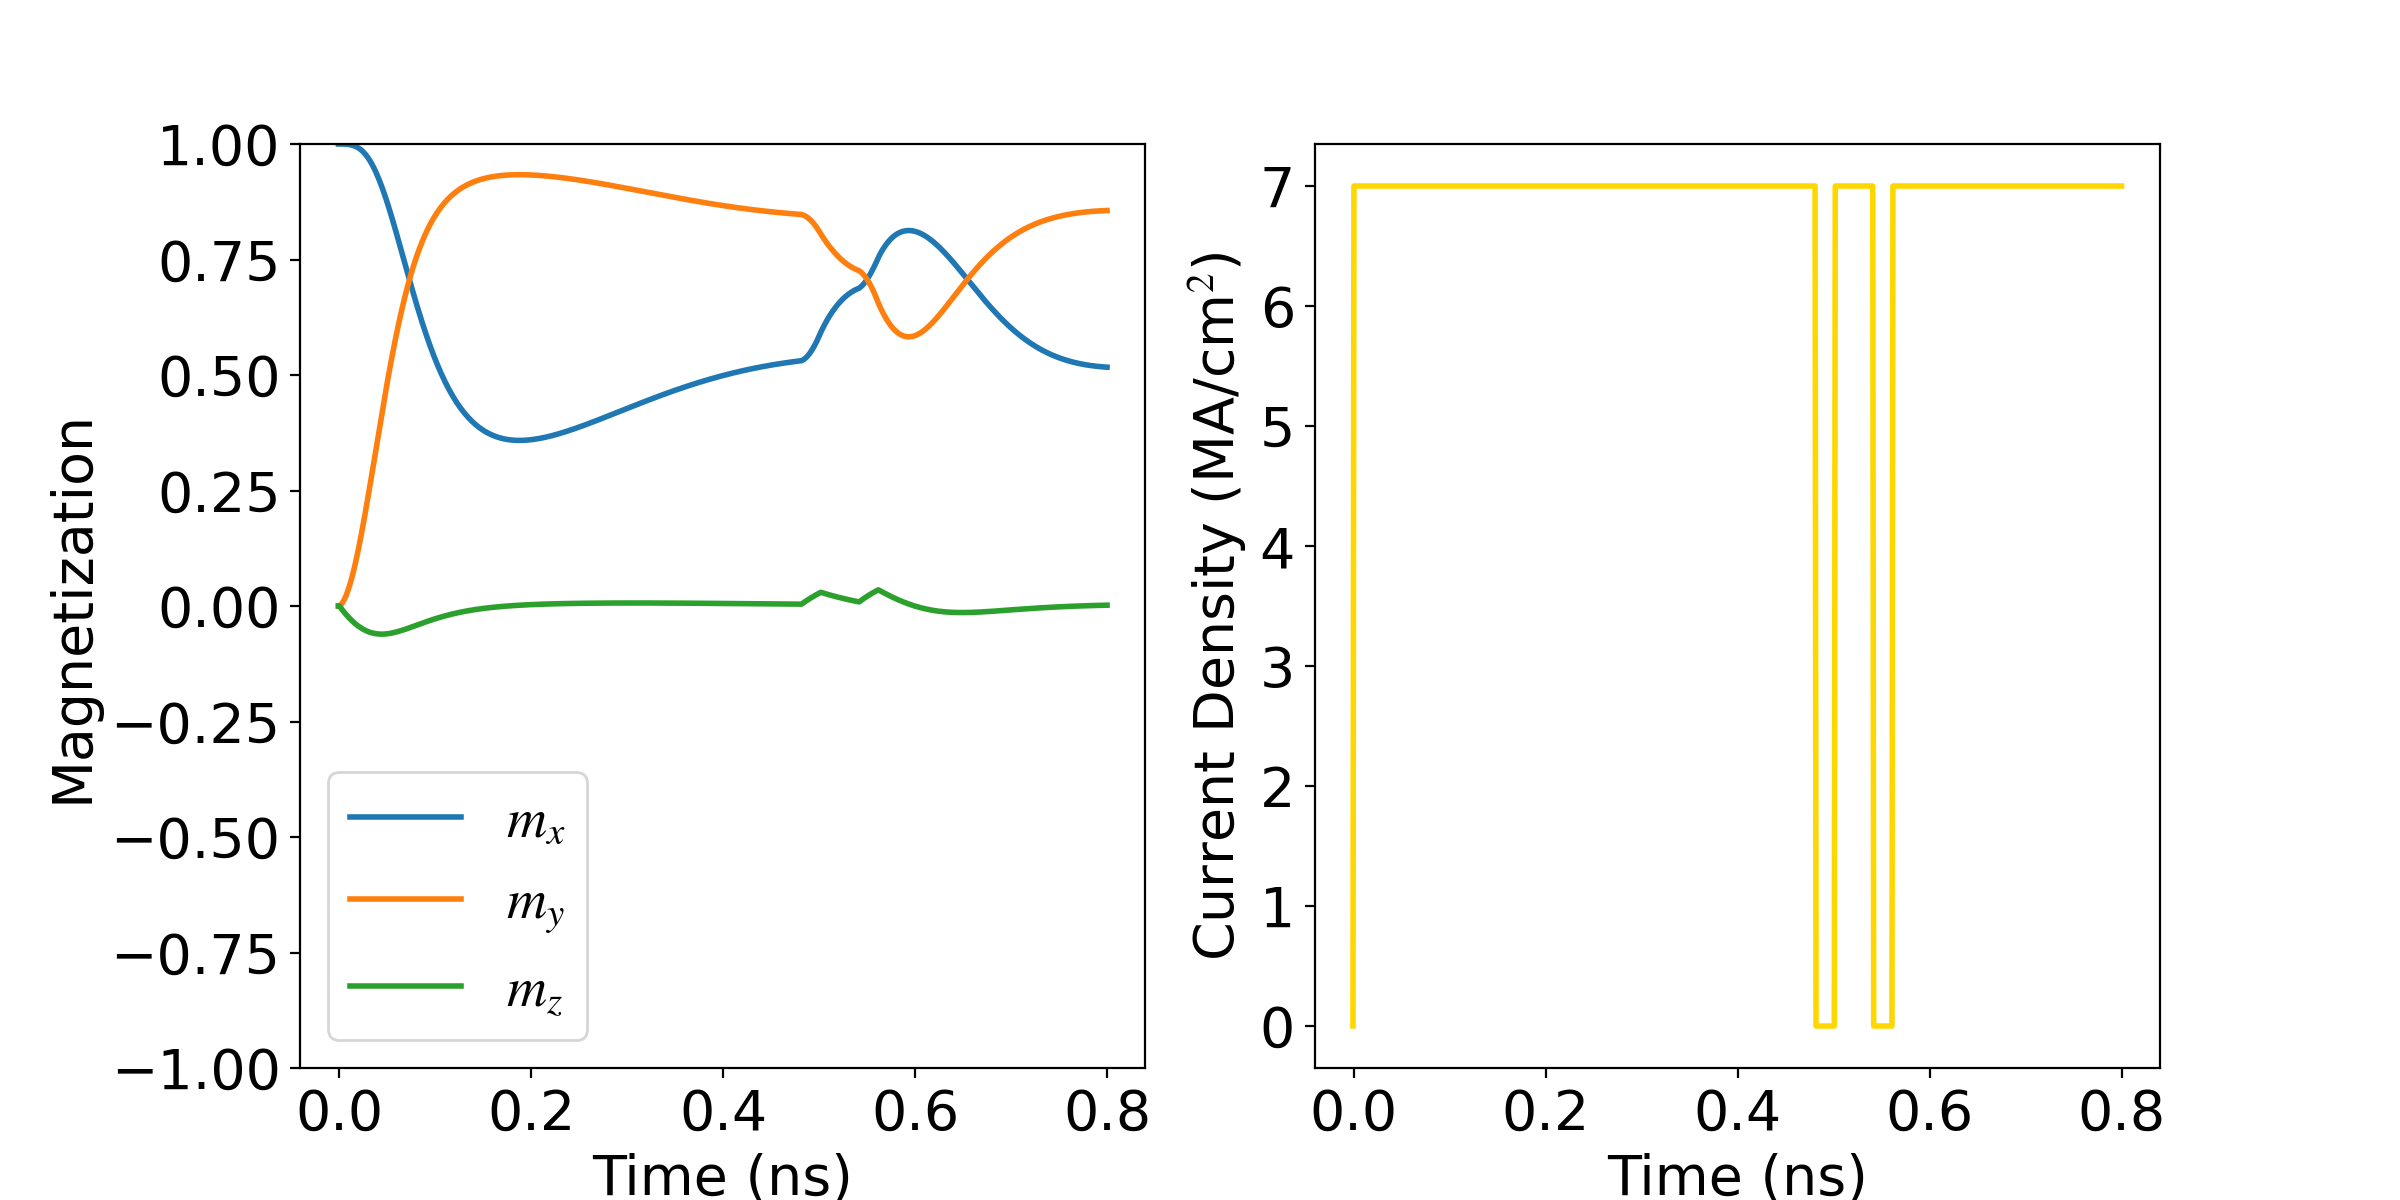 Magnetization
1.00
0.75
0.50
0.25
0.00
−0.25
−0.50
−0.75
−1.00
m_x
m_y
m_z
0.0 0.2 0.4 0.6 0.8
Time (ns)
Current Density (MA/cm²)
7
6
5
4
3
2
1
0
0.0 0.2 0.4 0.6 0.8
Time (ns)